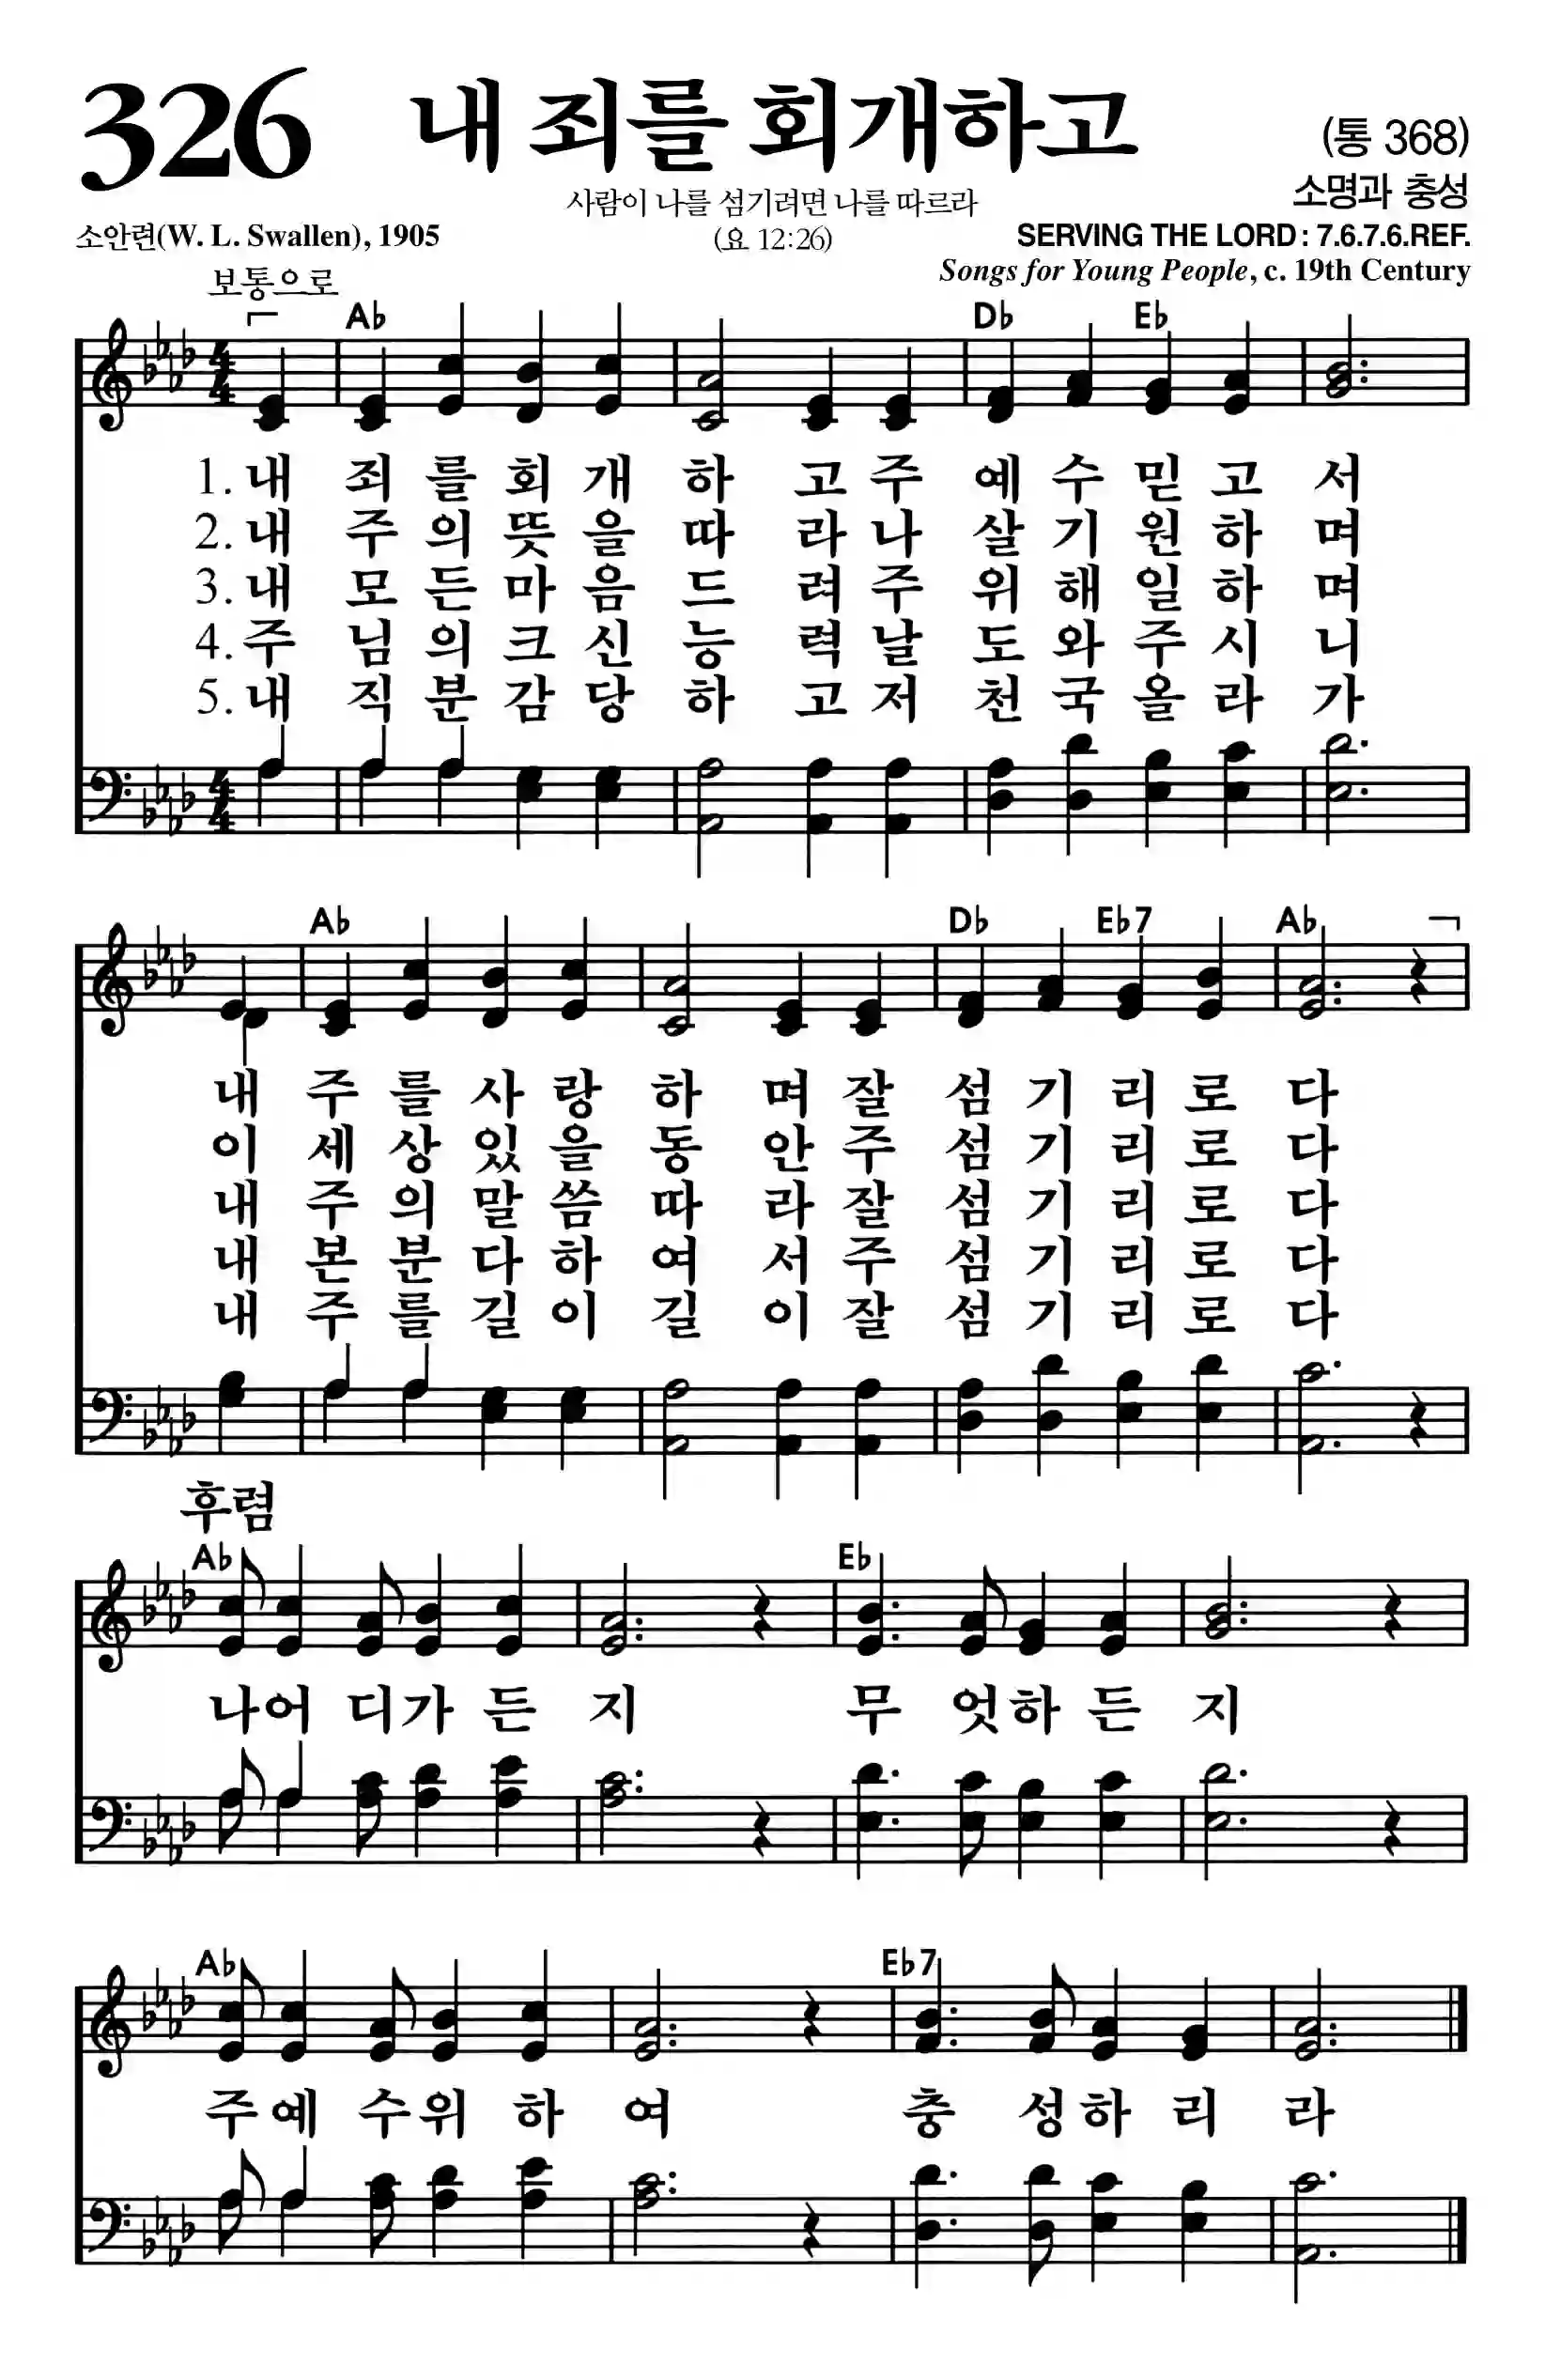 326 내 죄를 회개하고 (통 368)
사람이 나를 섬기려면 나를 따르라 소명과 충성
소안련(W. L. Swallen), 1905 (요 12:26) SERVING THE LORD : 7.6.7.6.REF.
보통으로 Songs for Young People, c. 19th Century
A♭ D♭ E♭
1. 내 죄 를 회 개 하 고 주 예 수 믿 고 서
2. 내 주 의 뜻 을 따 라 나 살 기 원 하 며
3. 내 모 든 마 음 드 려 주 위 해 일 하 며
4. 주 님 의 크 신 능 력 날 도 와 주 시 니
5. 내 직 분 감 당 하 고 저 천 국 올 라 가
A♭ D♭ E♭7 A♭
내 주 를 사 랑 하 며 잘 섬 기 리 로 다
이 세 상 있 을 동 안 주 섬 기 리 로 다
내 주 의 말 씀 따 라 잘 섬 기 리 로 다
내 본 분 다 하 여 서 주 섬 기 리 로 다
내 주 를 길 이 길 이 잘 섬 기 리 로 다
후렴
A♭ E♭
나 어 디 가 든 지 무 엇 하 든 지
A♭ E♭7
주 예 수 위 하 여 충 성 하 리 라